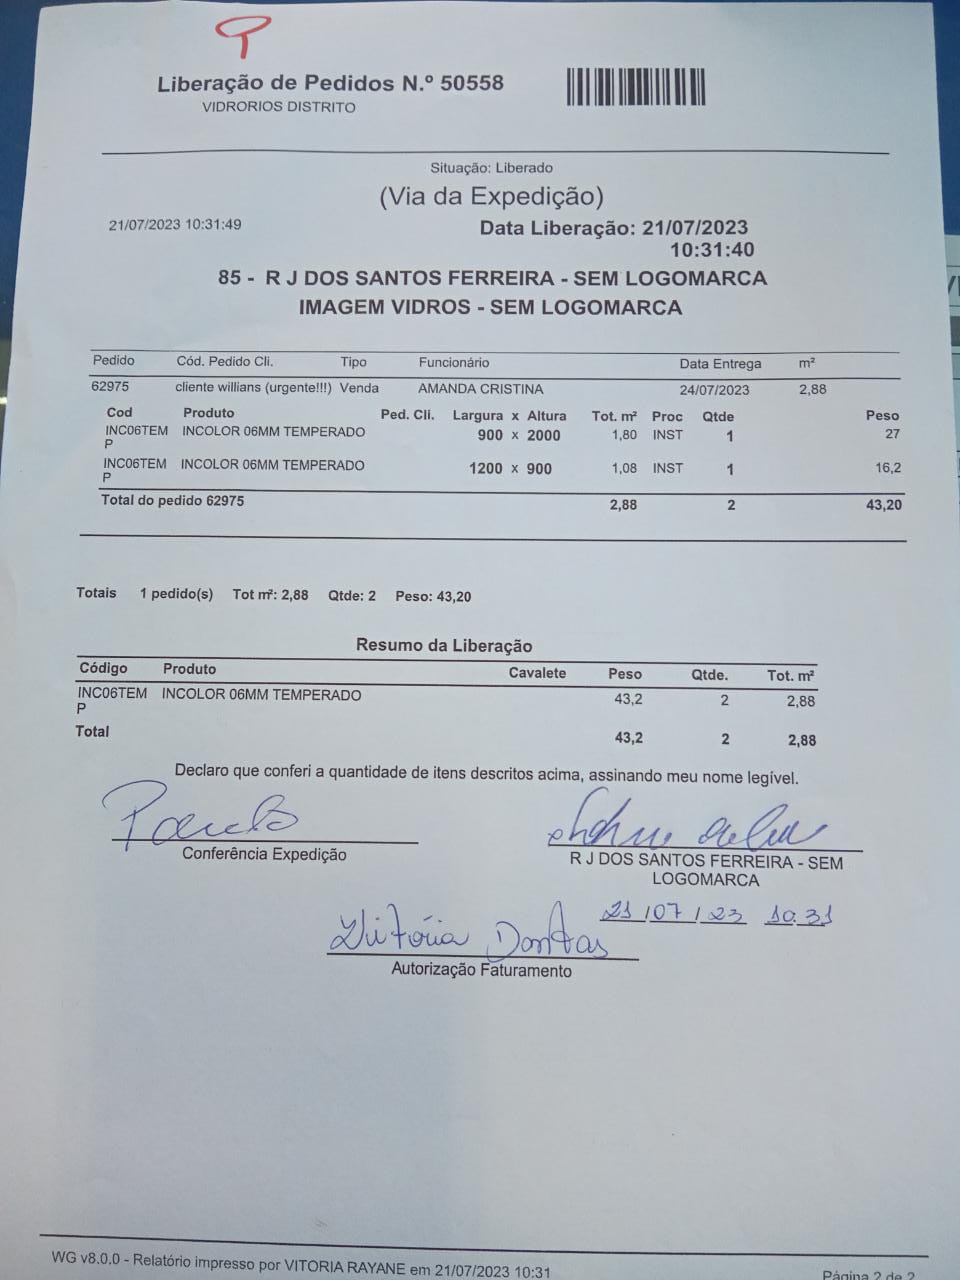 Liberação de Pedidos N.º 50558
VIDRORIOS DISTRITO
Situação: Liberado
(Via da Expedição)
21/07/2023 10:31:49
Data Liberação: 21/07/2023
10:31:40
85 - R J DOS SANTOS FERREIRA - SEM LOGOMARCA
IMAGEM VIDROS - SEM LOGOMARCA
Pedido Cód. Pedido Cli. Tipo Funcionário Data Entrega m²
62975 cliente willians (urgente!!!) Venda AMANDA CRISTINA 24/07/2023 2,88
Cod Produto Ped. Cli. Largura x Altura Tot. m² Proc Qtde Peso
INC06TEM INCOLOR 06MM TEMPERADO 900 x 2000 1,80 INST 1 27
P
INC06TEM INCOLOR 06MM TEMPERADO 1200 x 900 1,08 INST 1 16,2
P
Total do pedido 62975 2,88 2 43,20
Totais 1 pedido(s) Tot m²: 2,88 Qtde: 2 Peso: 43,20
Resumo da Liberação
Código Produto Cavalete Peso Qtde. Tot. m²
INC06TEM INCOLOR 06MM TEMPERADO 43,2 2 2,88
P
Total 43,2 2 2,88
Declaro que conferi a quantidade de itens descritos acima, assinando meu nome legível.
Conferência Expedição
R J DOS SANTOS FERREIRA - SEM
LOGOMARCA
21/07/23 10:31
Vitória Dantas
Autorização Faturamento
WG v8.0.0 - Relatório impresso por VITORIA RAYANE em 21/07/2023 10:31
Página 2 de 2